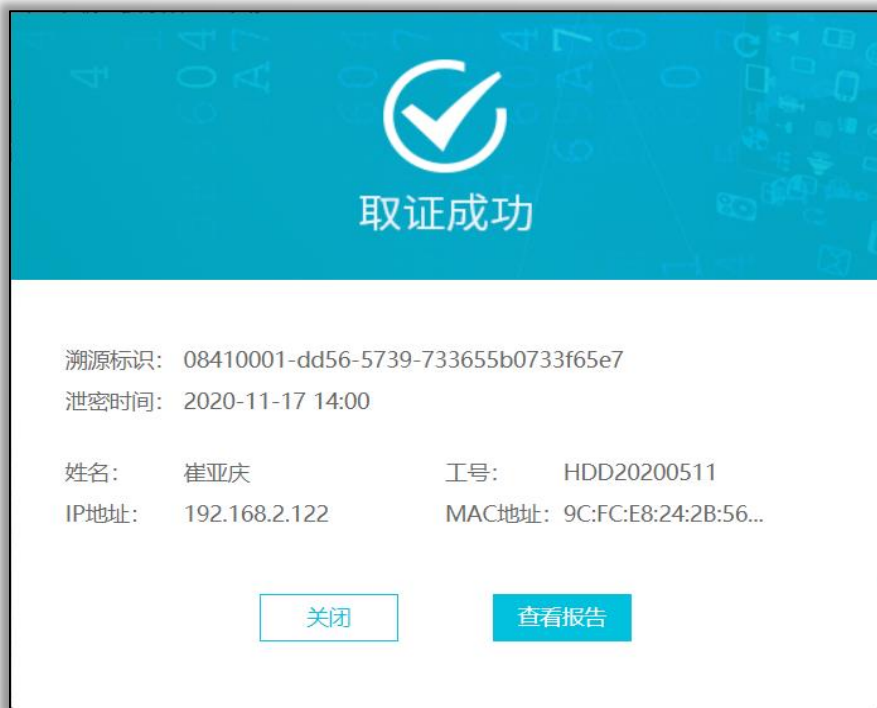 取证成功
溯源标识: 08410001-dd56-5739-733655b0733f65e7
泄密时间: 2020-11-17 14:00
姓名: 崔亚庆 工号: HDD20200511
IP地址: 192.168.2.122 MAC地址: 9C:FC:E8:24:2B:56...
关闭 查看报告